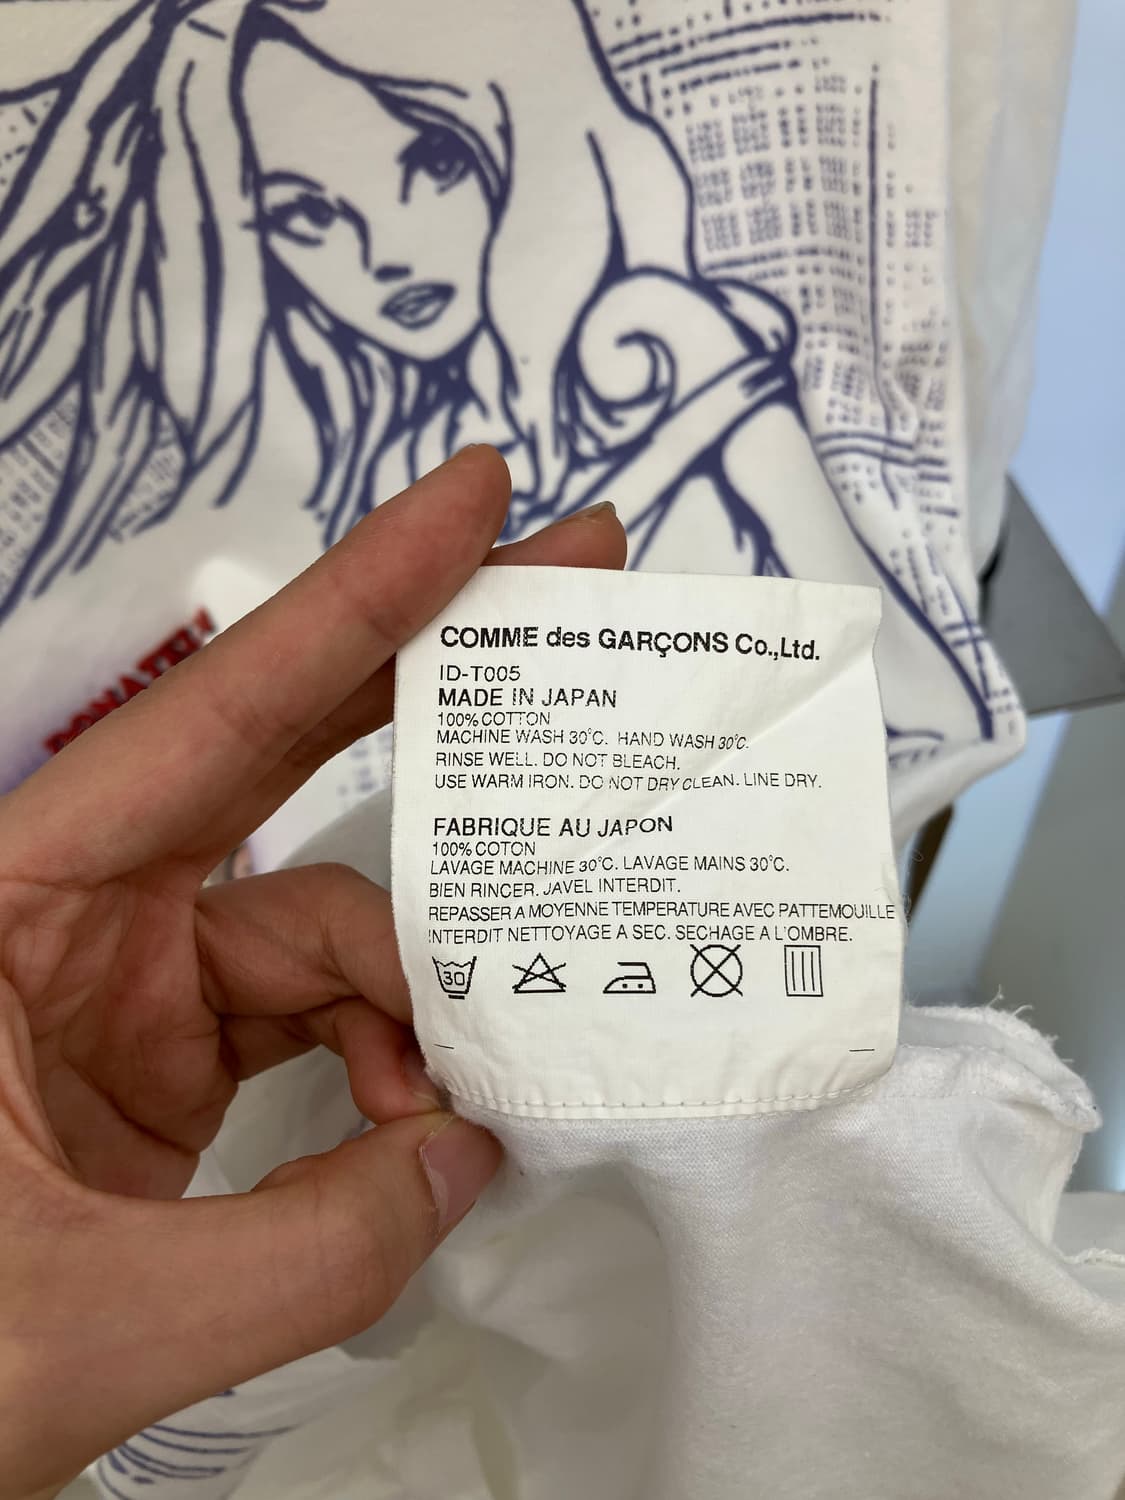 COMME des GARÇONS Co.,Ltd.
ID-T005
MADE IN JAPAN
100% COTTON
MACHINE WASH 30°C. HAND WASH 30°C.
RINSE WELL. DO NOT BLEACH.
USE WARM IRON. DO NOT DRY CLEAN. LINE DRY.
FABRIQUE AU JAPON
100% COTON
LAVAGE MACHINE 30°C. LAVAGE MAINS 30°C.
BIEN RINCER. JAVEL INTERDIT.
REPASSER A MOYENNE TEMPERATURE AVEC PATTEMOUILLE
INTERDIT NETTOYAGE A SEC. SECHAGE A L'OMBRE.
30